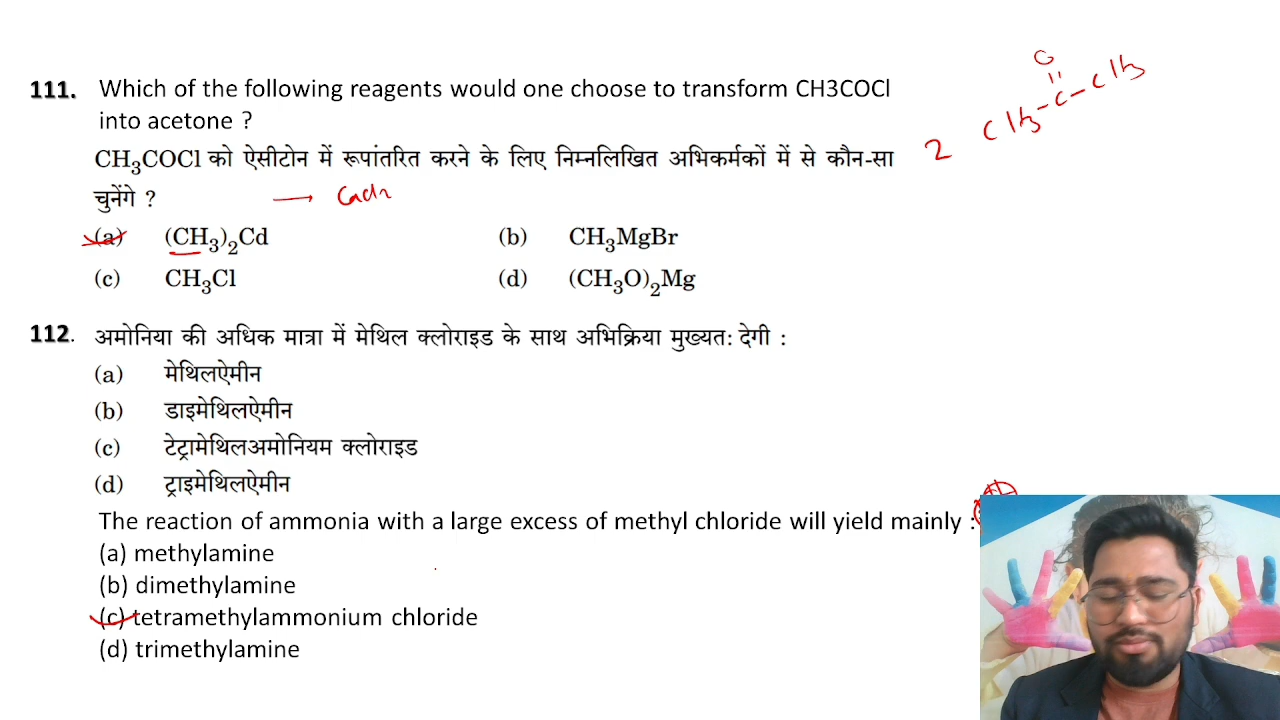 111. Which of the following reagents would one choose to transform CH3COCl
into acetone ?
CH₃COCl को ऐसीटोन में रूपांतरित करने के लिए निम्नलिखित अभिकर्मकों में से कौन-सा
चुनेंगे ?
(a) (CH₃)₂Cd (b) CH₃MgBr
(c) CH₃Cl (d) (CH₃O)₂Mg
2 CH₃-C-CH₃
O
112. अमोनिया की अधिक मात्रा में मेथिल क्लोराइड के साथ अभिक्रिया मुख्यतः देगी :
(a) मेथिलऐमीन
(b) डाइमेथिलऐमीन
(c) टेट्रामेथिलअमोनियम क्लोराइड
(d) ट्राइमेथिलऐमीन
The reaction of ammonia with a large excess of methyl chloride will yield mainly :
(a) methylamine
(b) dimethylamine
(c) tetramethylammonium chloride
(d) trimethylamine